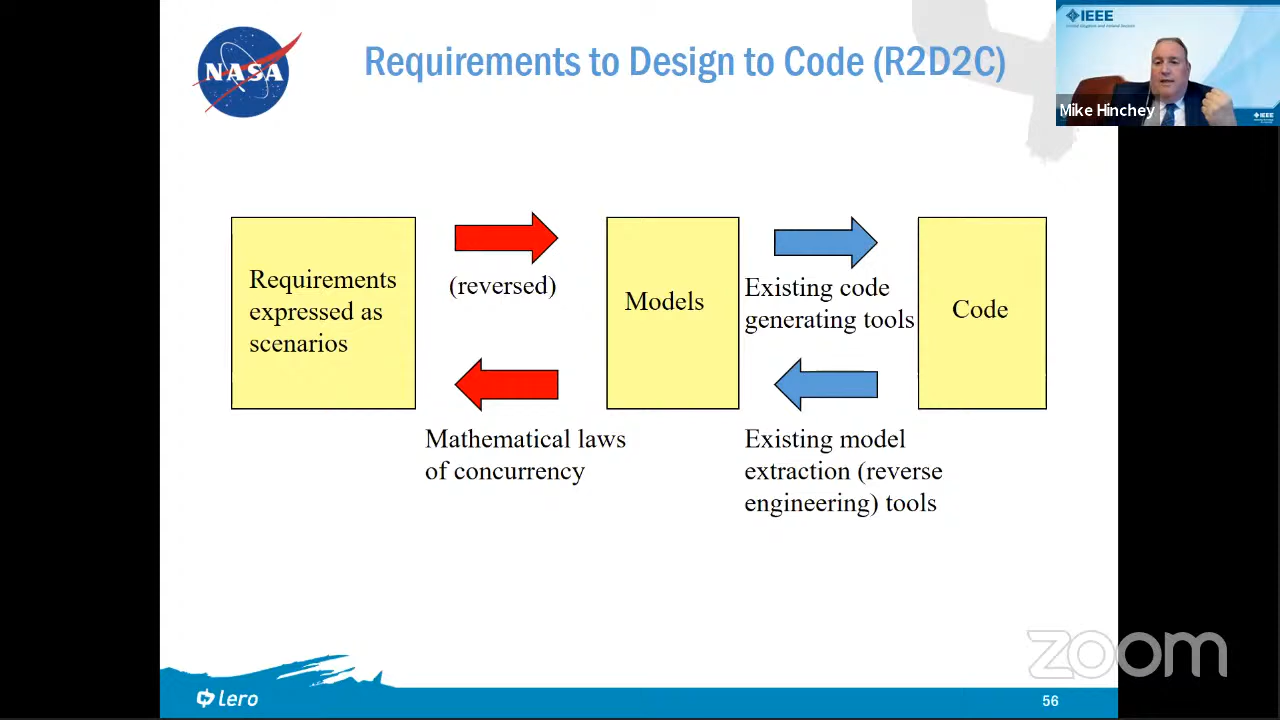 NASA
Requirements to Design to Code (R2D2C)
IEEE
Mike Hinchey
IEEE
Requirements
expressed as
scenarios
(reversed)
Models
Existing code
generating tools
Code
Mathematical laws
of concurrency
Existing model
extraction (reverse
engineering) tools
zoom
Lero
56